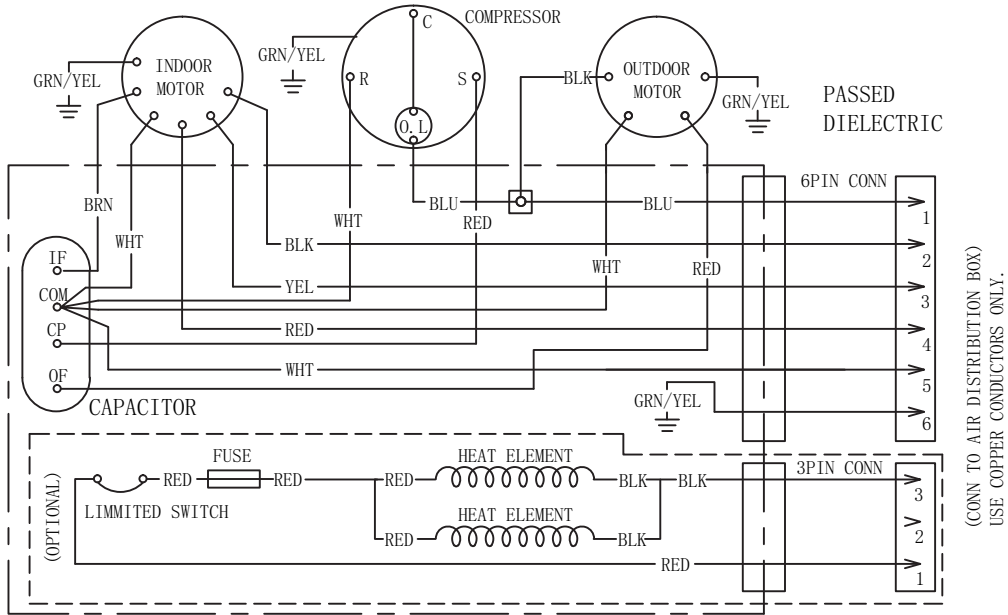 COMPRESSOR
C
R
S
O.L
GRN/YEL
INDOOR
MOTOR
GRN/YEL
BLK
OUTDOOR
MOTOR
GRN/YEL
PASSED
DIELECTRIC
6PIN CONN
BRN
WHT
WHT
BLU
RED
BLU
1
BLK
2
WHT
RED
IF
COM
CP
OF
CAPACITOR
YEL
3
RED
4
WHT
5
GRN/YEL
6
(CONN TO AIR DISTRIBUTION BOX)
USE COPPER CONDUCTORS ONLY.
(OPTIONAL)
FUSE
HEAT ELEMENT
3PIN CONN
RED
RED
RED
BLK
BLK
3
LIMMITED SWITCH
HEAT ELEMENT
RED
BLK
2
RED
1